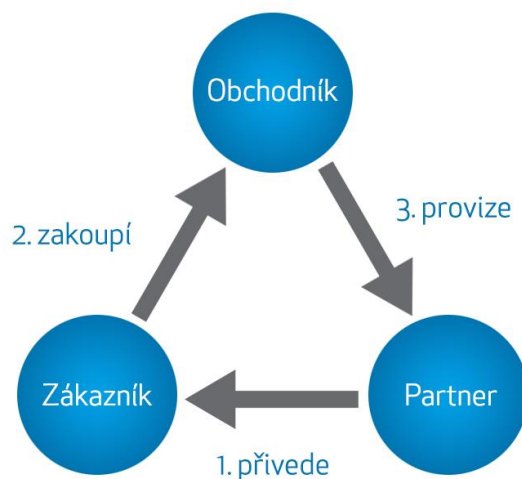 Obchodník
2. zakoupí
3. provize
Zákazník
Partner
1. přivede